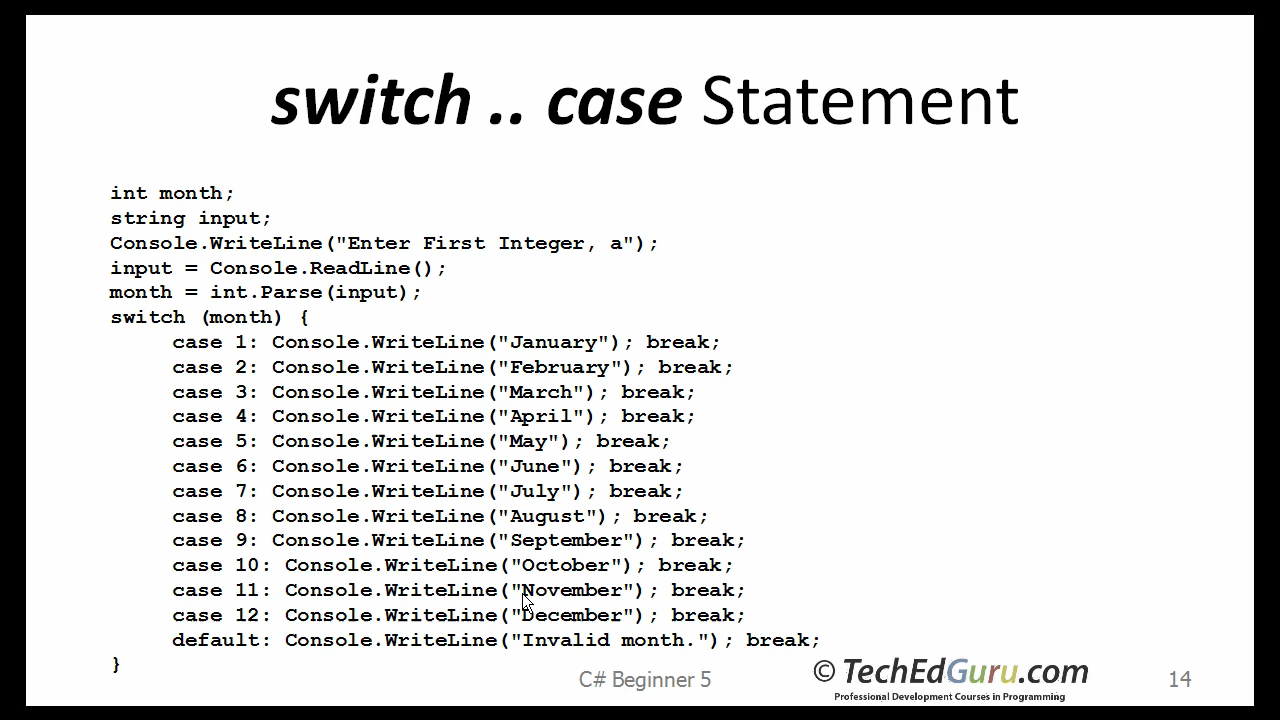 switch .. case Statement
int month;
string input;
Console.WriteLine("Enter First Integer, a");
input = Console.ReadLine();
month = int.Parse(input);
switch (month) {
case 1: Console.WriteLine("January"); break;
case 2: Console.WriteLine("February"); break;
case 3: Console.WriteLine("March"); break;
case 4: Console.WriteLine("April"); break;
case 5: Console.WriteLine("May"); break;
case 6: Console.WriteLine("June"); break;
case 7: Console.WriteLine("July"); break;
case 8: Console.WriteLine("August"); break;
case 9: Console.WriteLine("September"); break;
case 10: Console.WriteLine("October"); break;
case 11: Console.WriteLine("November"); break;
case 12: Console.WriteLine("December"); break;
default: Console.WriteLine("Invalid month."); break;
}
C# Beginner 5
© TechEdGuru.com
Professional Development Courses in Programming
14